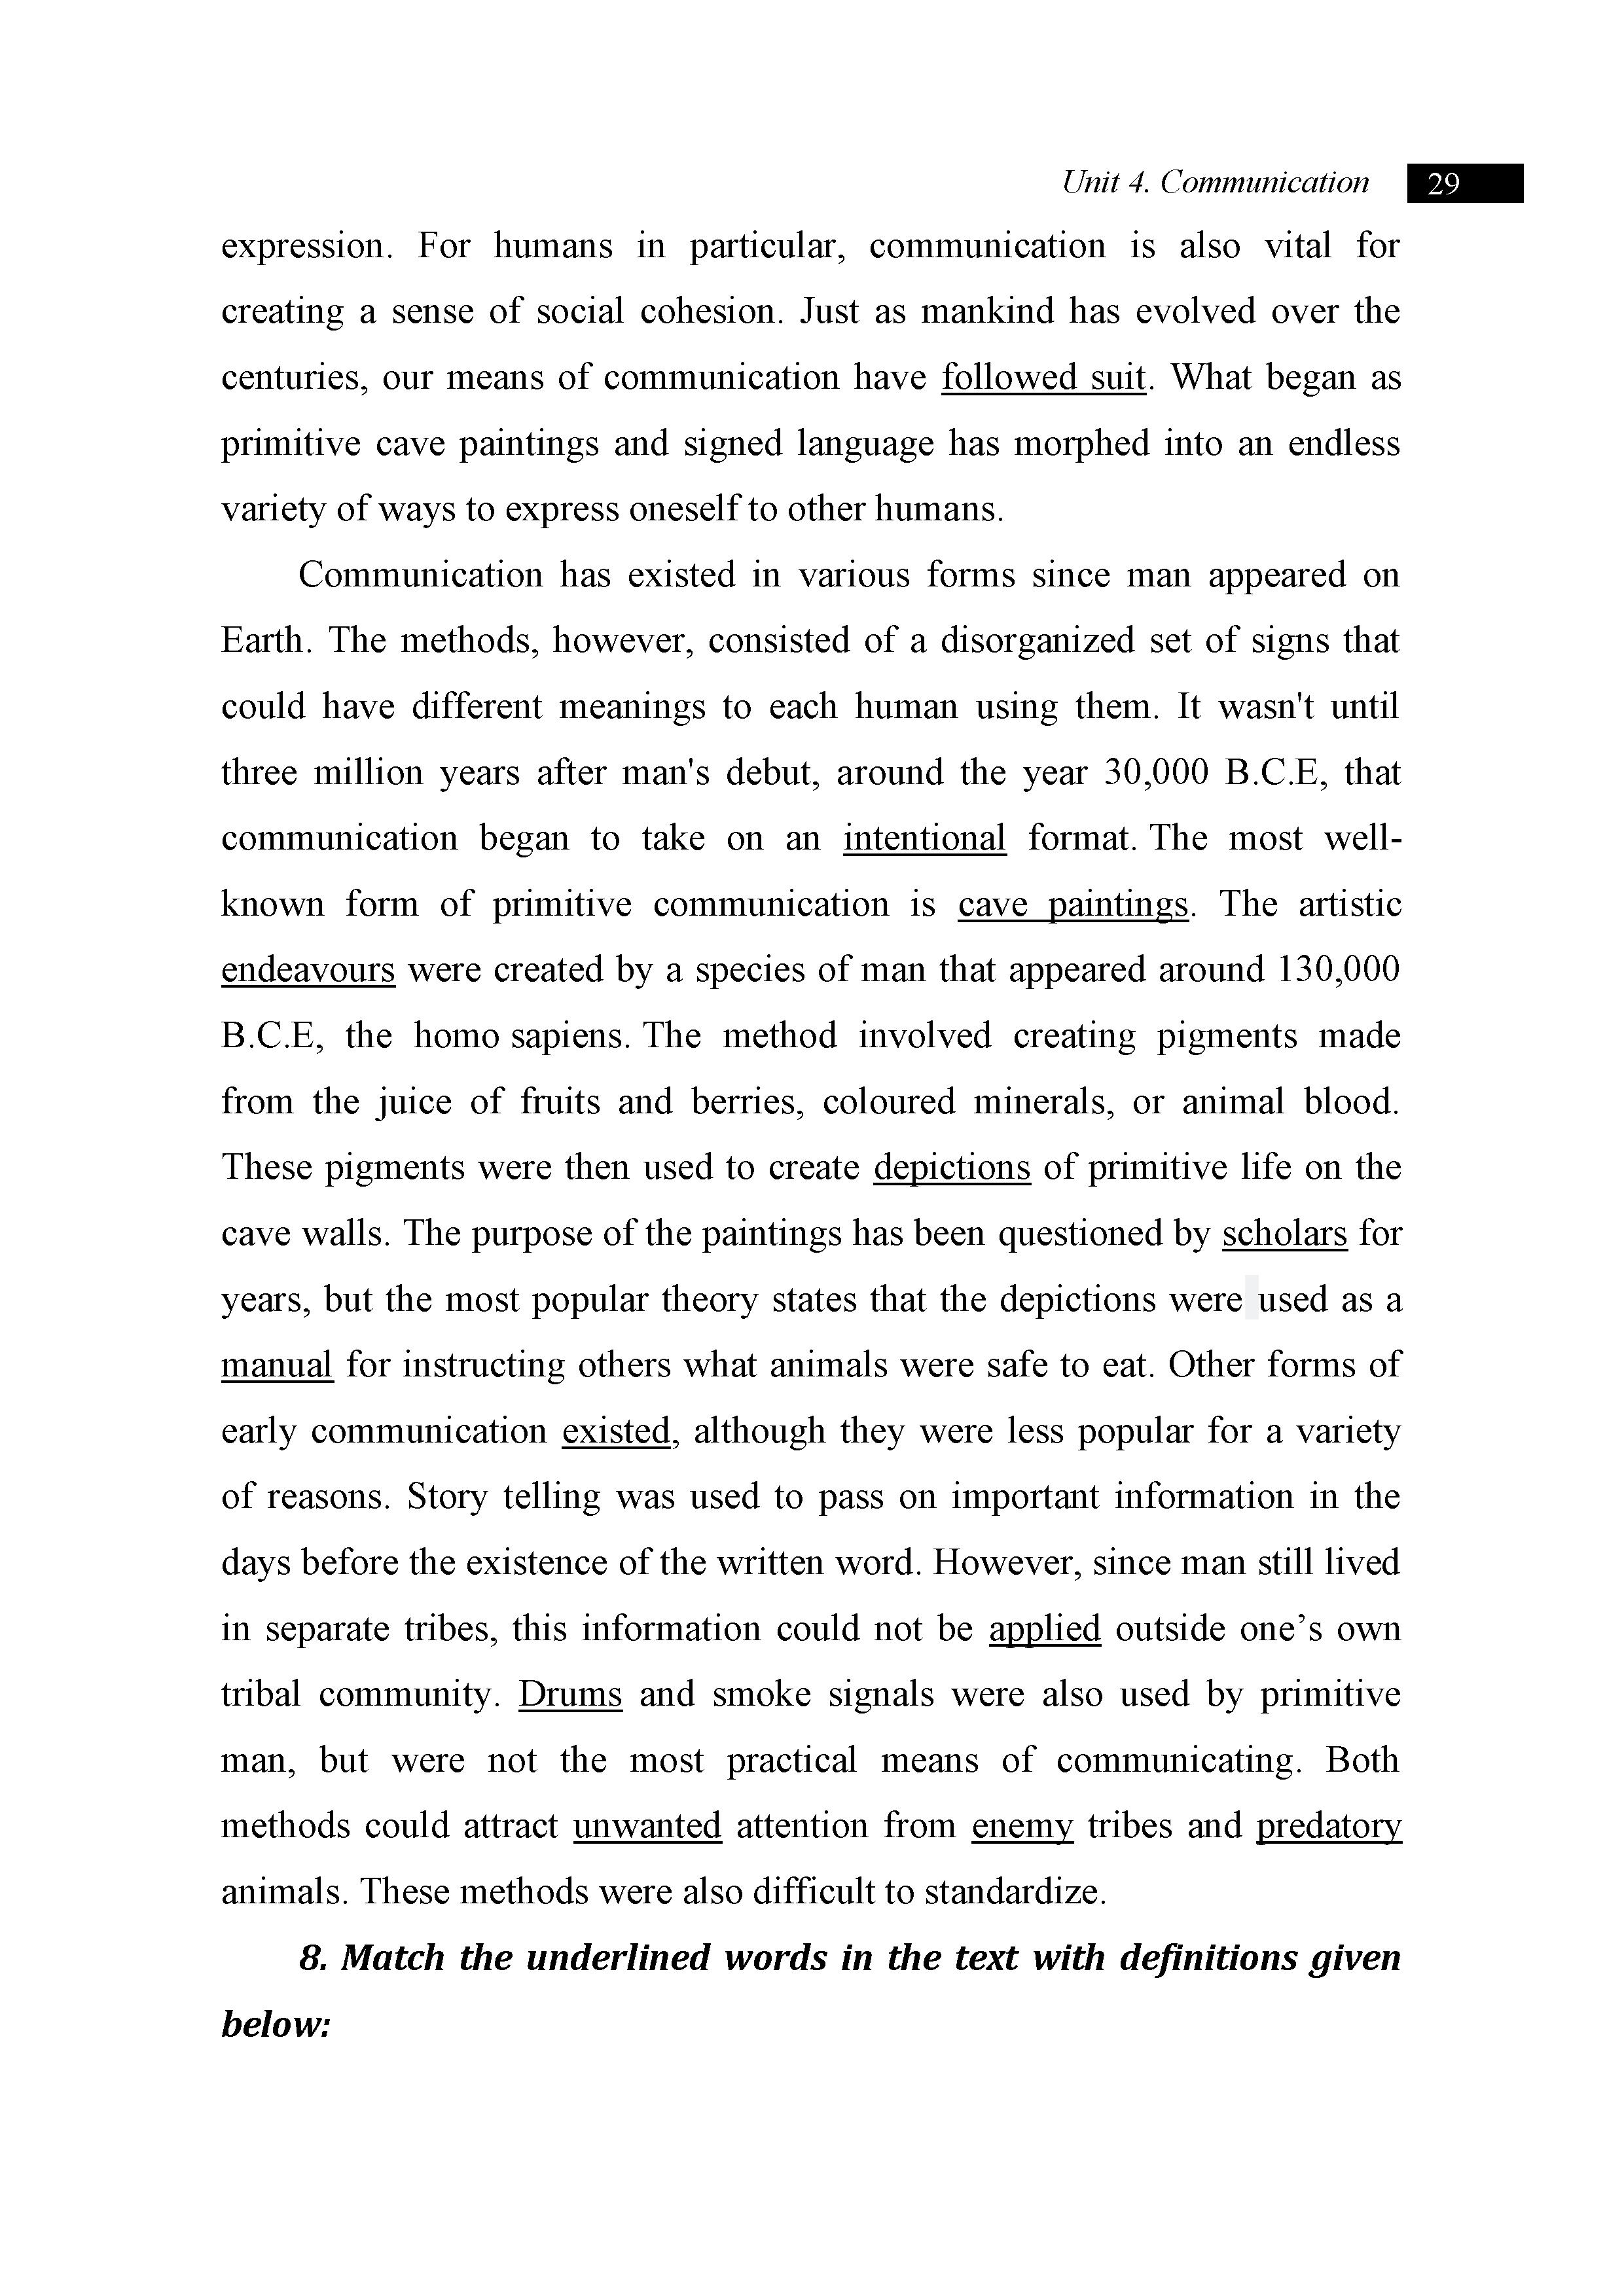 Unit 4. Communication 29
expression. For humans in particular, communication is also vital for
creating a sense of social cohesion. Just as mankind has evolved over the
centuries, our means of communication have followed suit. What began as
primitive cave paintings and signed language has morphed into an endless
variety of ways to express oneself to other humans.
Communication has existed in various forms since man appeared on
Earth. The methods, however, consisted of a disorganized set of signs that
could have different meanings to each human using them. It wasn't until
three million years after man's debut, around the year 30,000 B.C.E, that
communication began to take on an intentional format. The most well-
known form of primitive communication is cave paintings. The artistic
endeavours were created by a species of man that appeared around 130,000
B.C.E, the homo sapiens. The method involved creating pigments made
from the juice of fruits and berries, coloured minerals, or animal blood.
These pigments were then used to create depictions of primitive life on the
cave walls. The purpose of the paintings has been questioned by scholars for
years, but the most popular theory states that the depictions were used as a
manual for instructing others what animals were safe to eat. Other forms of
early communication existed, although they were less popular for a variety
of reasons. Story telling was used to pass on important information in the
days before the existence of the written word. However, since man still lived
in separate tribes, this information could not be applied outside one’s own
tribal community. Drums and smoke signals were also used by primitive
man, but were not the most practical means of communicating. Both
methods could attract unwanted attention from enemy tribes and predatory
animals. These methods were also difficult to standardize.
8. Match the underlined words in the text with definitions given
below: